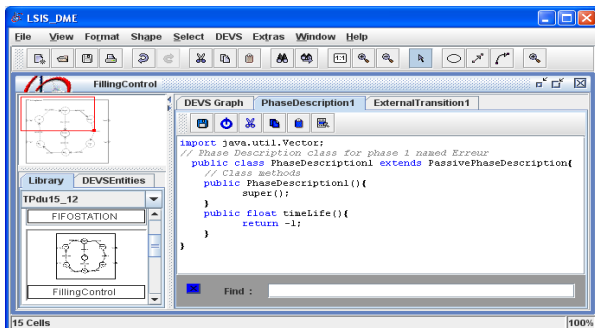 LSIS_DME
File View Format Shape Select DEVS Extras Window Help
1:1
FillingControl
DEVS Graph PhaseDescription1 ExternalTransition1
import java.util.Vector;
// Phase Description class for phase 1 named Erreur
public class PhaseDescription1 extends PassivePhaseDescription{
// Class methods
public PhaseDescription1(){
super();
}
public float timeLife(){
return -1;
}
}
Library DEVSEntities
TPdu15_12
FIFOSTATION
FillingControl
Find :
15 Cells
100%